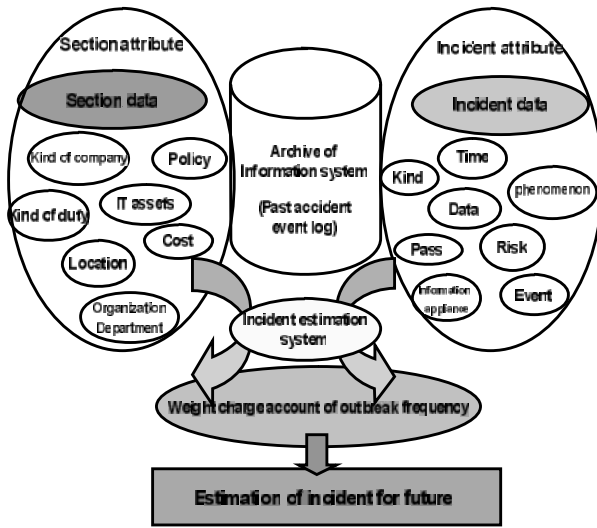 Section attribute
Section data
Kind of company
Policy
IT assets
Kind of duty
Cost
Location
Organization
Department
Archive of
Information system
(Past accident
event log)
Incident attribute
Incident data
Time
Kind
phenomenon
Data
Pass
Risk
Information
appliance
Event
Incident estimation
system
Weight charge account of outbreak frequency
Estimation of incident for future